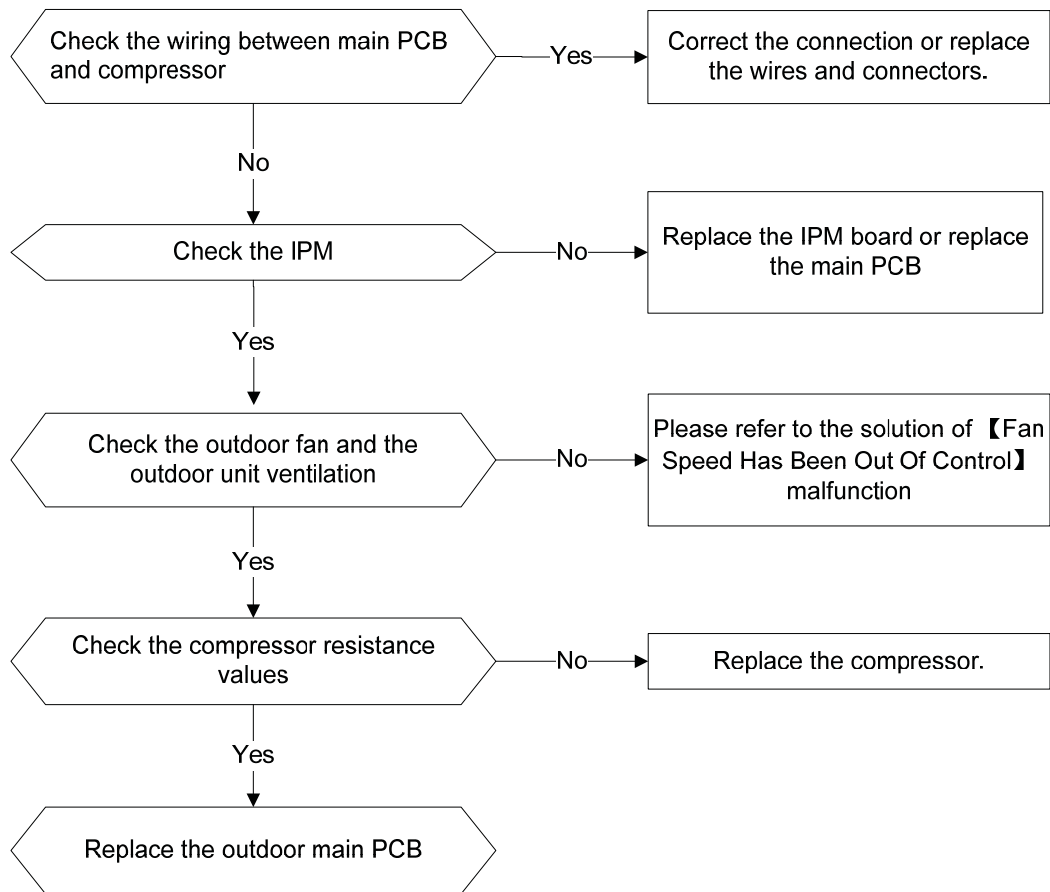 Check the wiring between main PCB
and compressor
Yes
Correct the connection or replace
the wires and connectors.
No
Check the IPM
No
Replace the IPM board or replace
the main PCB
Yes
Check the outdoor fan and the
outdoor unit ventilation
No
Please refer to the solution of 【Fan
Speed Has Been Out Of Control】
malfunction
Yes
Check the compressor resistance
values
No
Replace the compressor.
Yes
Replace the outdoor main PCB